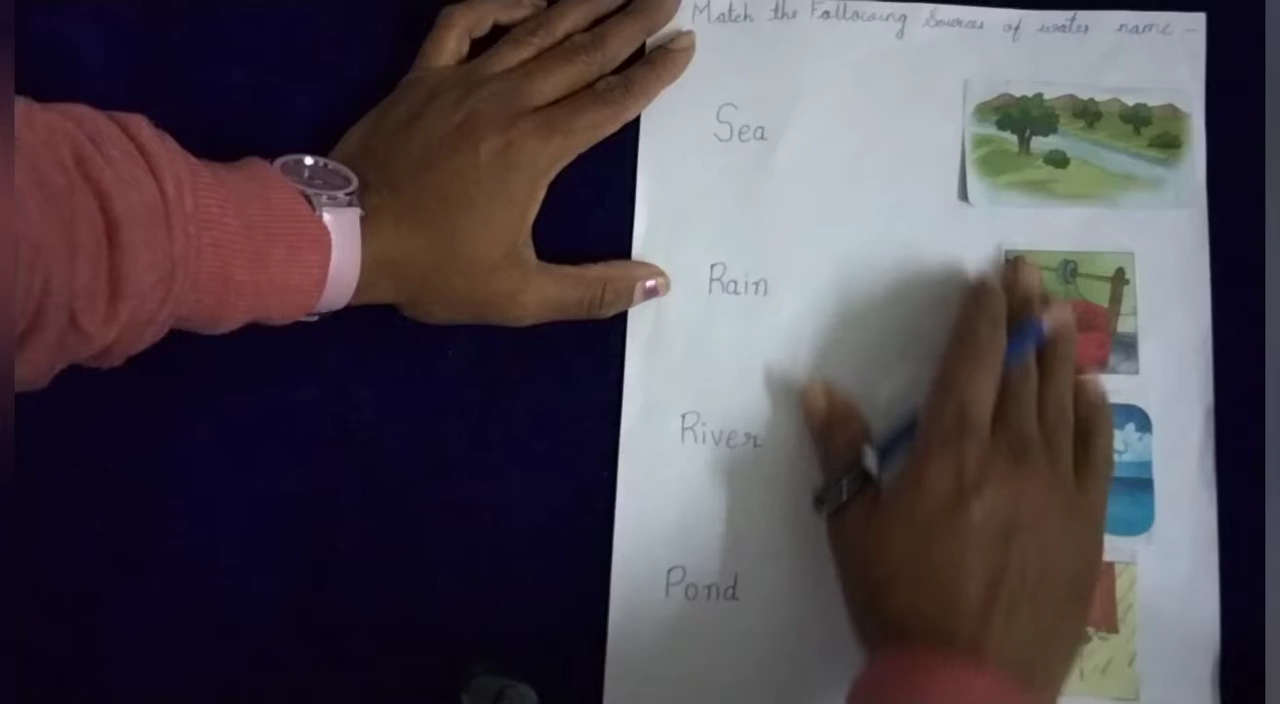 Match the Following Sources of water name -
Sea
Rain
River
Pond